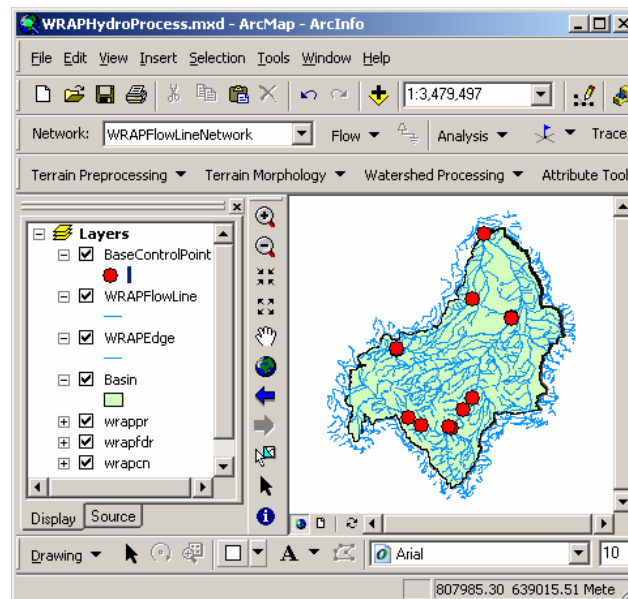 WRAPHydroProcess.mxd - ArcMap - ArcInfo
File Edit View Insert Selection Tools Window Help
1:3,479,497
Network: WRAPFlowLineNetwork Flow Analysis Trace
Terrain Preprocessing Terrain Morphology Watershed Processing Attribute Tool
Layers
BaseControlPoint
WRAPFlowLine
WRAPEdge
Basin
wrappr
wrapfdr
wrapcn
Display Source
Drawing A Arial 10
807985.30 639015.51 Mete